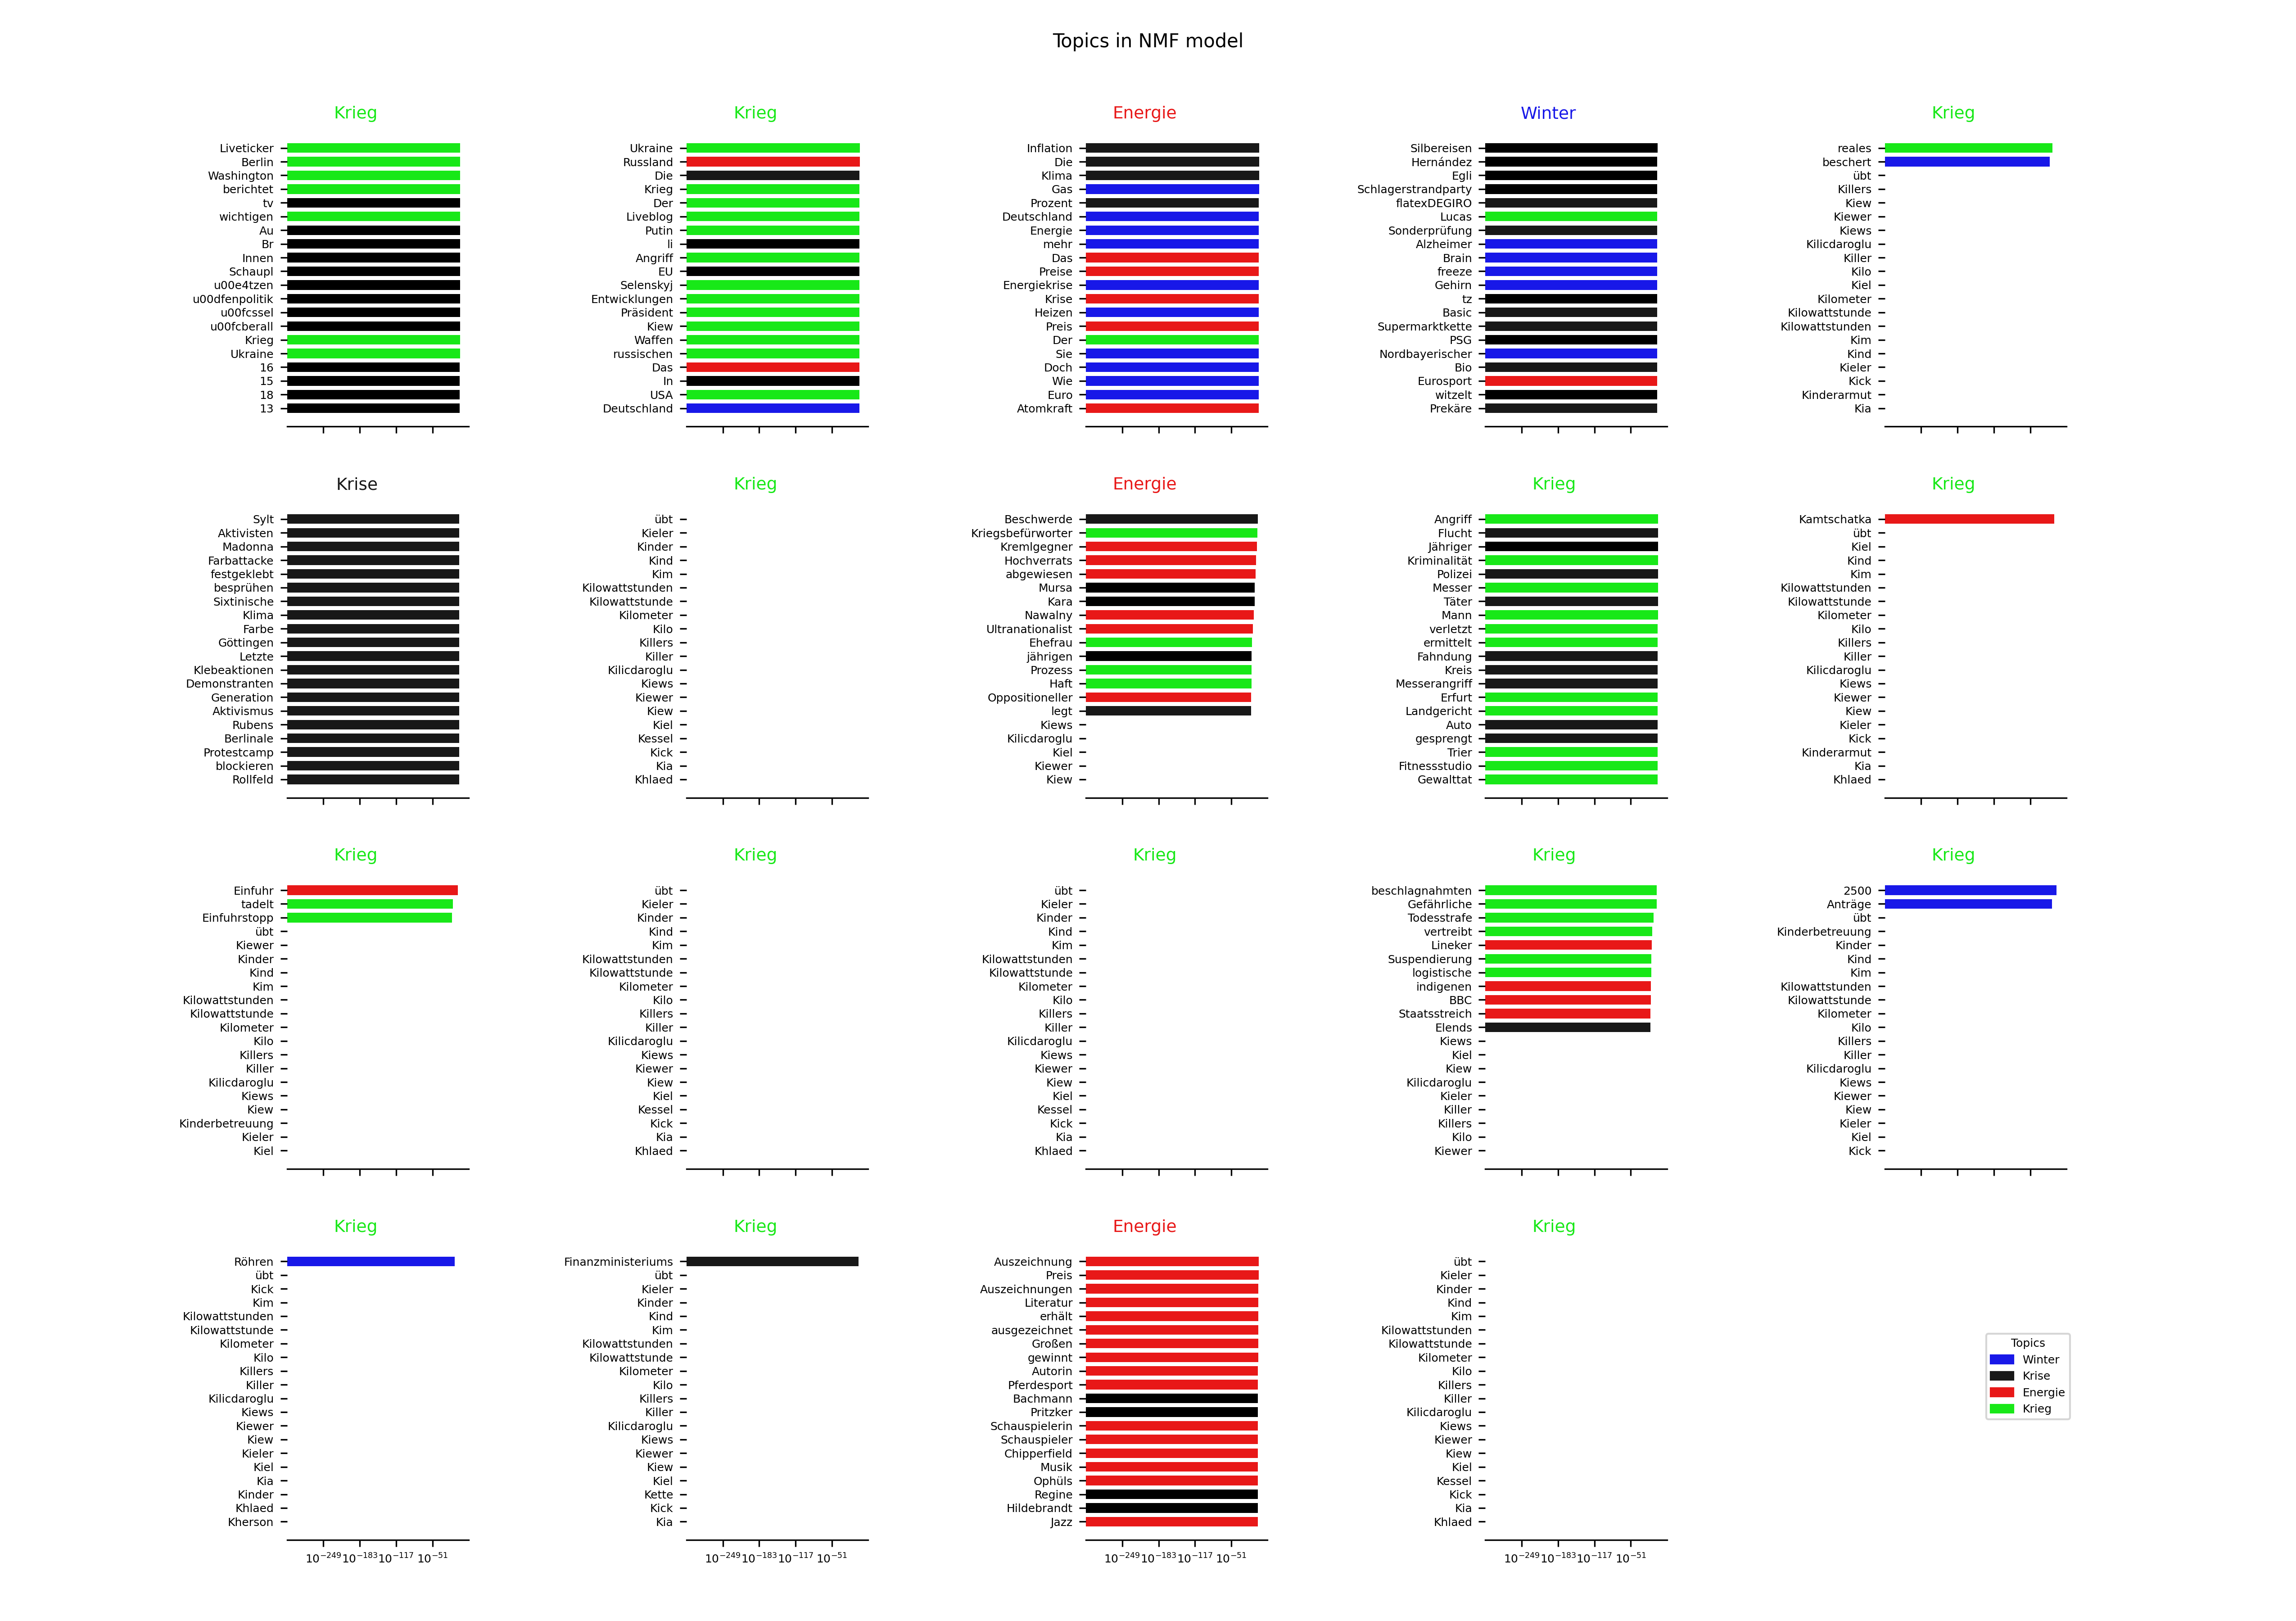 Topics in NMF model
Krieg
Liveticker
Berlin
Washington
berichtet
tv
wichtigen
Au
Br
Innen
Schaupl
u00e4tzen
u00dfenpolitik
u00fcssel
u00fcberall
Krieg
Ukraine
16
15
18
13
Krieg
Ukraine
Russland
Die
Krieg
Der
Liveblog
Putin
li
Angriff
EU
Selenskyj
Entwicklungen
Präsident
Kiew
Waffen
russischen
Das
In
USA
Deutschland
Energie
Inflation
Die
Klima
Gas
Prozent
Deutschland
Energie
mehr
Das
Preise
Energiekrise
Krise
Heizen
Preis
Der
Sie
Doch
Wie
Euro
Atomkraft
Winter
Silbereisen
Hernández
Egli
Schlagerstrandparty
flatexDEGIRO
Lucas
Sonderprüfung
Alzheimer
Brain
freeze
Gehirn
tz
Basic
Supermarktkette
PSG
Nordbayerischer
Bio
Eurosport
witzelt
Prekäre
Krieg
reales
beschert
übt
Killers
Kiew
Kiewer
Kiews
Kilicdaroglu
Killer
Kilo
Kiel
Kilometer
Kilowattstunde
Kilowattstunden
Kim
Kind
Kieler
Kick
Kinderarmut
Kia
Krise
Sylt
Aktivisten
Madonna
Farbattacke
festgeklebt
besprühen
Sixtinische
Klima
Farbe
Göttingen
Letzte
Klebeaktionen
Demonstranten
Generation
Aktivismus
Rubens
Berlinale
Protestcamp
blockieren
Rollfeld
Krieg
übt
Kieler
Kinder
Kind
Kim
Kilowattstunden
Kilowattstunde
Kilometer
Kilo
Killers
Killer
Kilicdaroglu
Kiews
Kiewer
Kiew
Kiel
Kessel
Kick
Kia
Khlaed
Energie
Beschwerde
Kriegsbefürworter
Kremlgegner
Hochverrats
abgewiesen
Mursa
Kara
Nawalny
Ultranationalist
Ehefrau
jährigen
Prozess
Haft
Oppositioneller
legt
Kiews
Kilicdaroglu
Kiel
Kiewer
Kiew
Krieg
Angriff
Flucht
Jähriger
Kriminalität
Polizei
Messer
Täter
Mann
verletzt
ermittelt
Fahndung
Kreis
Messerangriff
Erfurt
Landgericht
Auto
gesprengt
Trier
Fitnessstudio
Gewalttat
Krieg
Kamtschatka
übt
Kiel
Kind
Kim
Kilowattstunden
Kilowattstunde
Kilometer
Kilo
Killers
Killer
Kilicdaroglu
Kiews
Kiewer
Kiew
Kieler
Kick
Kinderarmut
Kia
Khlaed
Krieg
Einfuhr
tadelt
Einfuhrstopp
übt
Kiewer
Kinder
Kind
Kim
Kilowattstunden
Kilowattstunde
Kilometer
Kilo
Killers
Killer
Kilicdaroglu
Kiews
Kiew
Kinderbetreuung
Kieler
Kiel
Krieg
übt
Kieler
Kinder
Kind
Kim
Kilowattstunden
Kilowattstunde
Kilometer
Kilo
Killers
Killer
Kilicdaroglu
Kiews
Kiewer
Kiew
Kiel
Kessel
Kick
Kia
Khlaed
Krieg
übt
Kieler
Kinder
Kind
Kim
Kilowattstunden
Kilowattstunde
Kilometer
Kilo
Killers
Killer
Kilicdaroglu
Kiews
Kiewer
Kiew
Kiel
Kessel
Kick
Kia
Khlaed
Krieg
beschlagnahmten
Gefährliche
Todesstrafe
vertreibt
Lineker
Suspendierung
logistische
indigenen
BBC
Staatsstreich
Elends
Kiews
Kiel
Kiew
Kilicdaroglu
Kieler
Killer
Killers
Kilo
Kiewer
Krieg
2500
Anträge
übt
Kinderbetreuung
Kinder
Kind
Kim
Kilowattstunden
Kilowattstunde
Kilometer
Kilo
Killers
Killer
Kilicdaroglu
Kiews
Kiewer
Kiew
Kieler
Kiel
Kick
Krieg
Röhren
übt
Kick
Kim
Kilowattstunden
Kilowattstunde
Kilometer
Kilo
Killers
Killer
Kilicdaroglu
Kiews
Kiewer
Kiew
Kieler
Kiel
Kia
Kinder
Khlaed
Kherson
10^-249 10^-183 10^-117 10^-51
Krieg
Finanzministeriums
übt
Kieler
Kinder
Kind
Kim
Kilowattstunden
Kilowattstunde
Kilometer
Kilo
Killers
Killer
Kilicdaroglu
Kiews
Kiewer
Kiew
Kiel
Kette
Kick
Kia
10^-249 10^-183 10^-117 10^-51
Energie
Auszeichnung
Preis
Auszeichnungen
Literatur
erhält
ausgezeichnet
Großen
gewinnt
Autorin
Pferdesport
Bachmann
Pritzker
Schauspielerin
Schauspieler
Chipperfield
Musik
Ophüls
Regine
Hildebrandt
Jazz
10^-249 10^-183 10^-117 10^-51
Krieg
übt
Kieler
Kinder
Kind
Kim
Kilowattstunden
Kilowattstunde
Kilometer
Kilo
Killers
Killer
Kilicdaroglu
Kiews
Kiewer
Kiew
Kiel
Kessel
Kick
Kia
Khlaed
10^-249 10^-183 10^-117 10^-51
Topics
Winter
Krise
Energie
Krieg